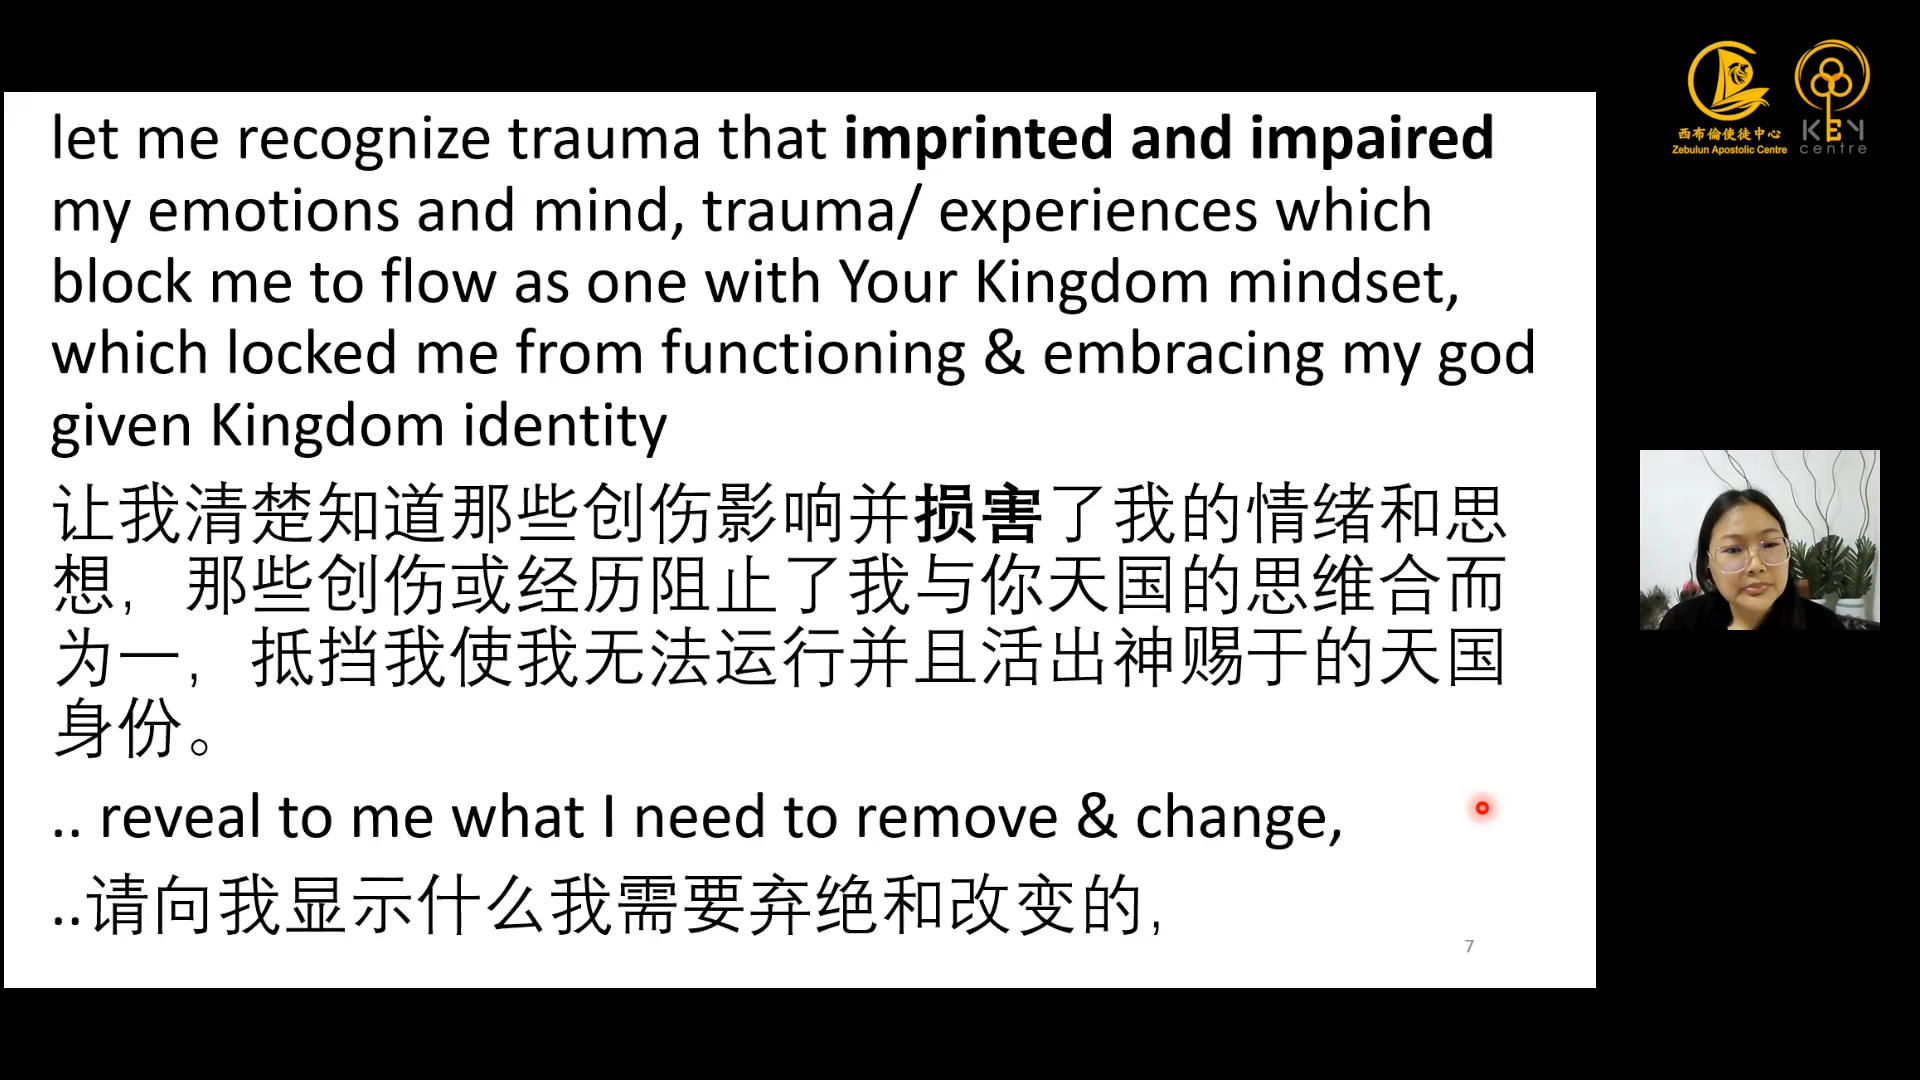 let me recognize trauma that imprinted and impaired
my emotions and mind, trauma/ experiences which
block me to flow as one with Your Kingdom mindset,
which locked me from functioning & embracing my god
given Kingdom identity
让我清楚知道那些创伤影响并损害了我的情绪和思
想，那些创伤或经历阻止了我与你天国的思维合而
为一，抵挡我使我无法运行并且活出神赐于的天国
身份。
.. reveal to me what I need to remove & change,
..请向我显示什么我需要弃绝和改变的，
7
西布倫使徒中心
Zebulun Apostolic Centre
KEY
centre